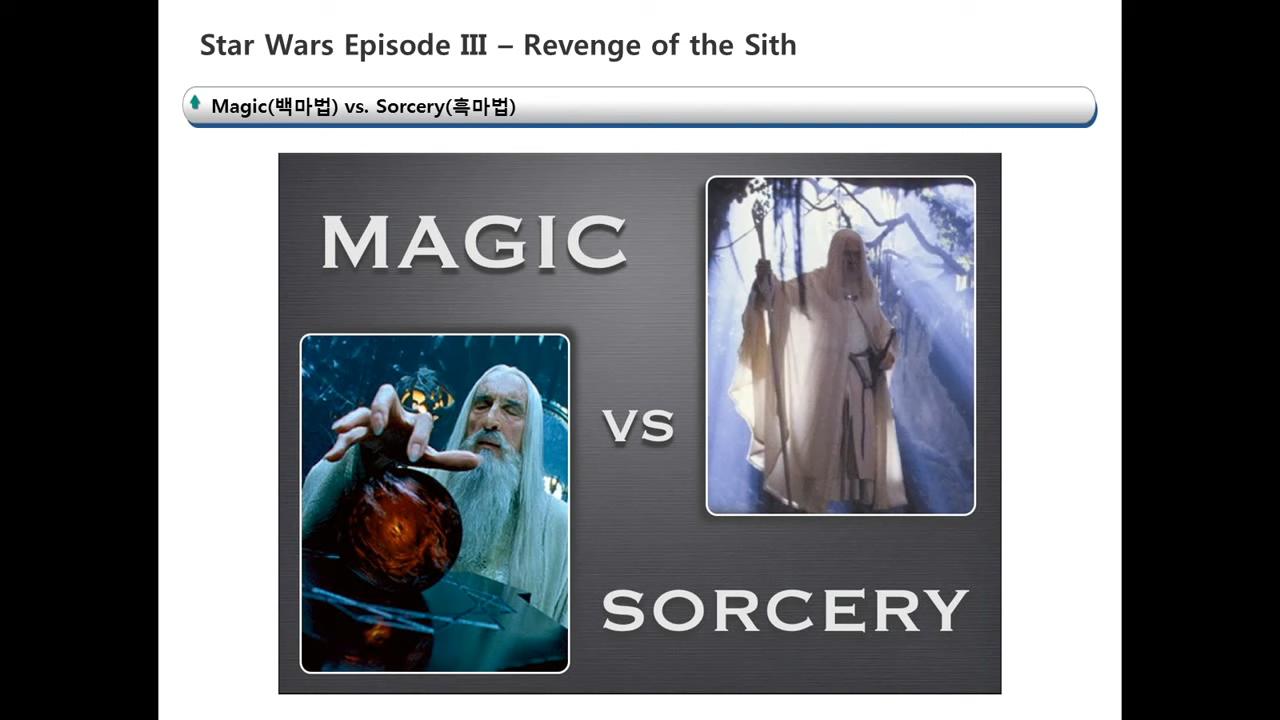 Star Wars Episode III – Revenge of the Sith
Magic(백마법) vs. Sorcery(흑마법)
MAGIC
VS
SORCERY